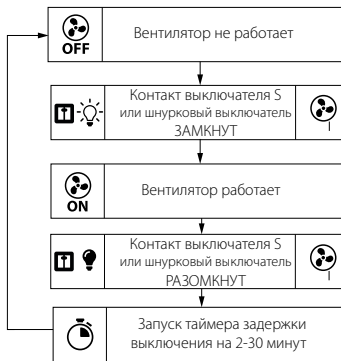 OFF
Вентилятор не работает
Контакт выключателя S
или шнурковый выключатель
ЗАМКНУТ
ON
Вентилятор работает
Контакт выключателя S
или шнурковый выключатель
РАЗОМКНУТ
Запуск таймера задержки
выключения на 2-30 минут